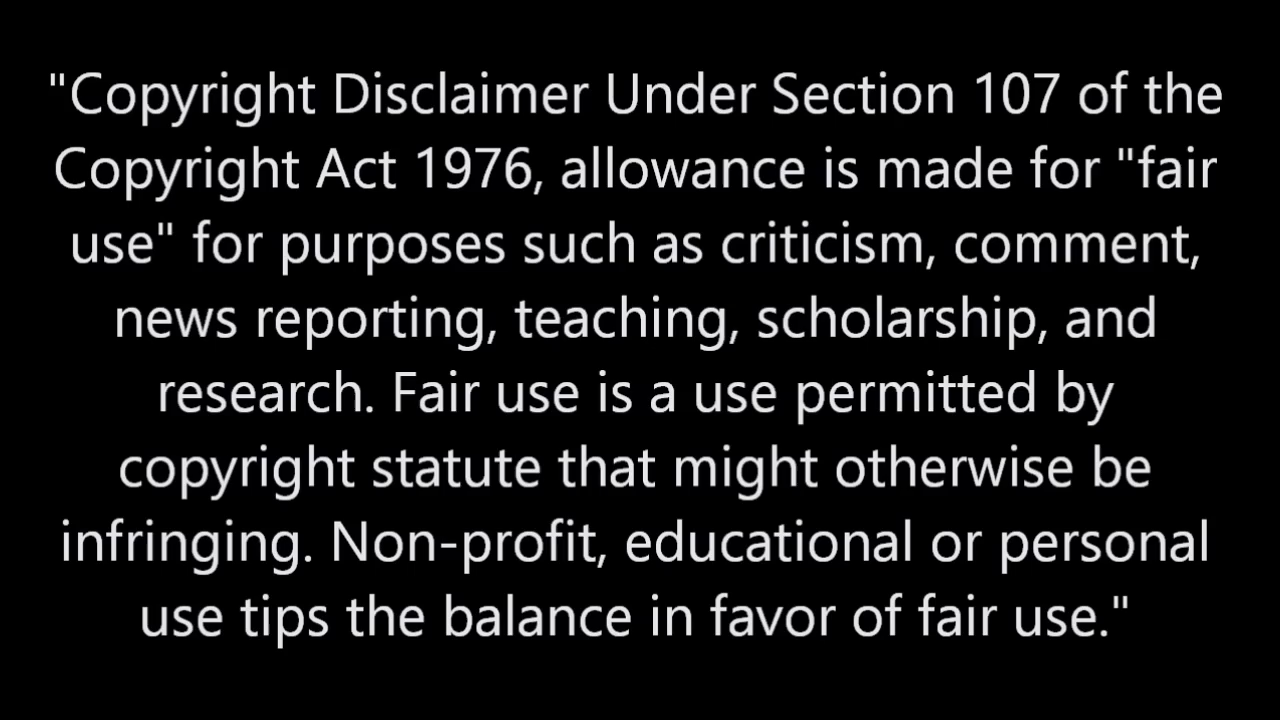 "Copyright Disclaimer Under Section 107 of the
Copyright Act 1976, allowance is made for "fair
use" for purposes such as criticism, comment,
news reporting, teaching, scholarship, and
research. Fair use is a use permitted by
copyright statute that might otherwise be
infringing. Non-profit, educational or personal
use tips the balance in favor of fair use."